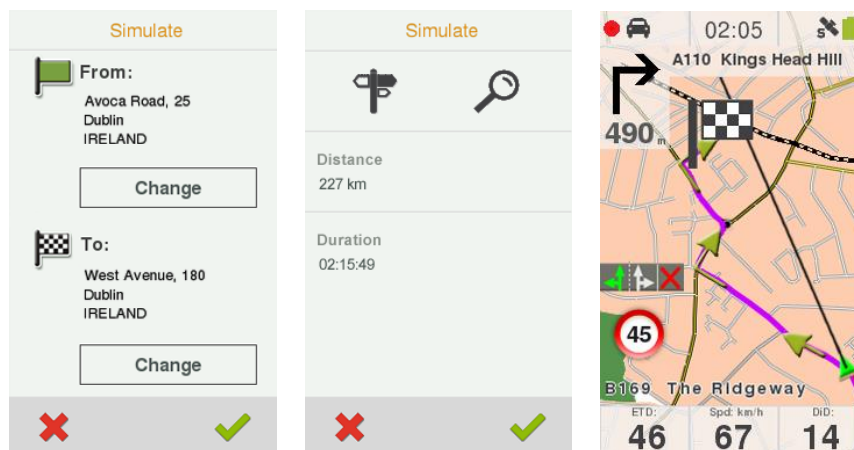 Simulate
From:
Avoca Road, 25
Dublin
IRELAND
Change
To:
West Avenue, 180
Dublin
IRELAND
Change
Simulate
Distance
227 km
Duration
02:15:49
02:05
S
A110 Kings Head Hill
490 m
45
B169 The Ridgeway
ETD: Spd: km/h DiD:
46 67 14